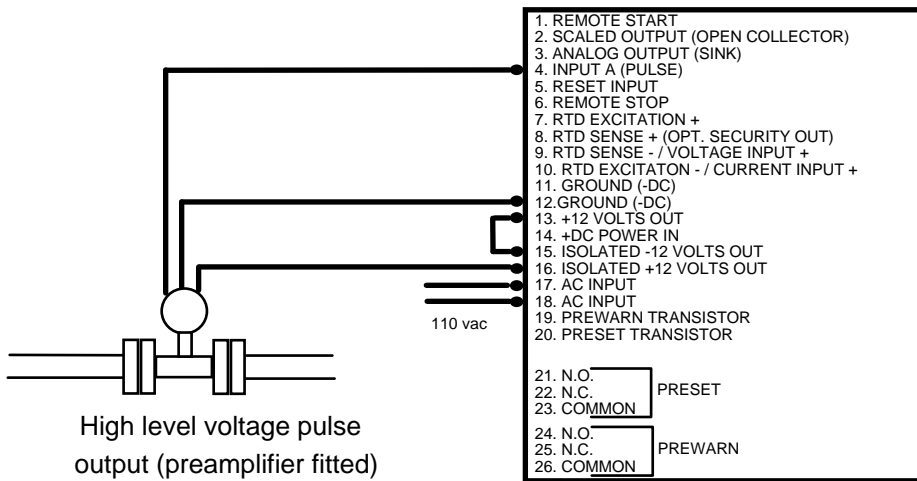 1. REMOTE START
2. SCALED OUTPUT (OPEN COLLECTOR)
3. ANALOG OUTPUT (SINK)
4. INPUT A (PULSE)
5. RESET INPUT
6. REMOTE STOP
7. RTD EXCITATION +
8. RTD SENSE + (OPT. SECURITY OUT)
9. RTD SENSE - / VOLTAGE INPUT +
10. RTD EXCITATON - / CURRENT INPUT +
11. GROUND (-DC)
12.GROUND (-DC)
13. +12 VOLTS OUT
14. +DC POWER IN
15. ISOLATED -12 VOLTS OUT
16. ISOLATED +12 VOLTS OUT
17. AC INPUT
18. AC INPUT
19. PREWARN TRANSISTOR
20. PRESET TRANSISTOR
21. N.O.
22. N.C.
23. COMMON
PRESET
24. N.O.
25. N.C.
26. COMMON
PREWARN
110 vac
High level voltage pulse
output (preamplifier fitted)